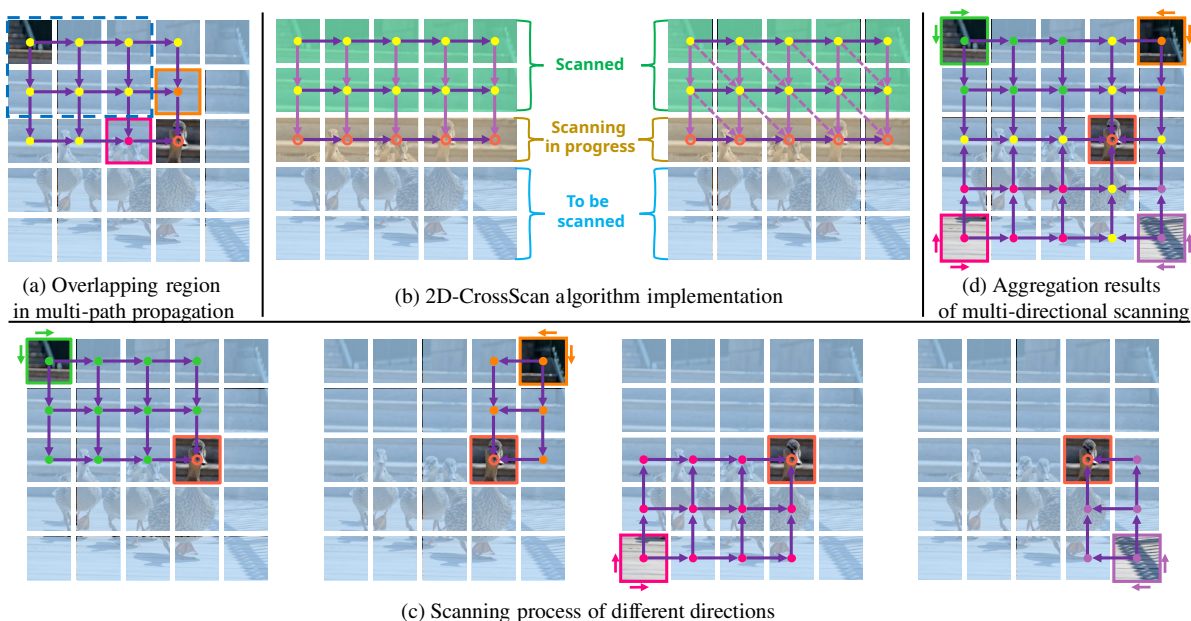 Scanned
Scanning
in progress
To be
scanned
(a) Overlapping region
in multi-path propagation
(b) 2D-CrossScan algorithm implementation
(d) Aggregation results
of multi-directional scanning
(c) Scanning process of different directions